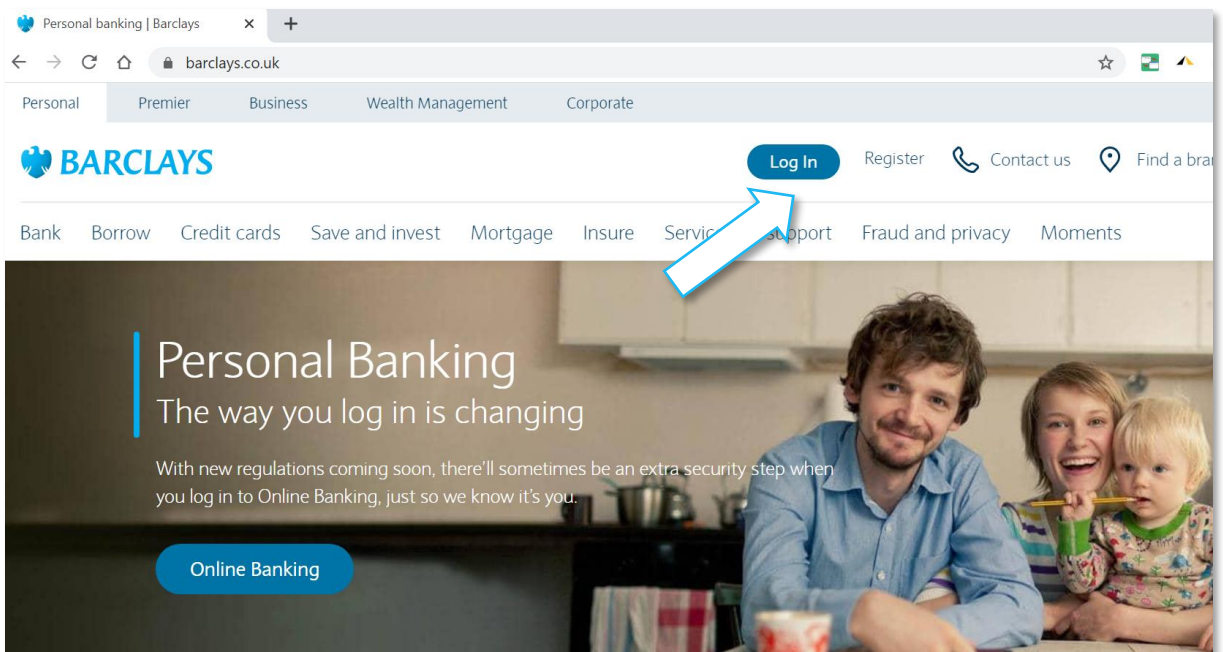 Personal banking | Barclays
barclays.co.uk
Personal Premier Business Wealth Management Corporate
BARCLAYS
Log In Register Contact us Find a
Bank Borrow Credit cards Save and invest Mortgage Insure support Fraud and privacy Moments
Personal Banking
The way you log in is changing
With new regulations coming soon, there'll sometimes be an extra security step when
you log in to Online Banking, just so we know it's you.
Online Banking